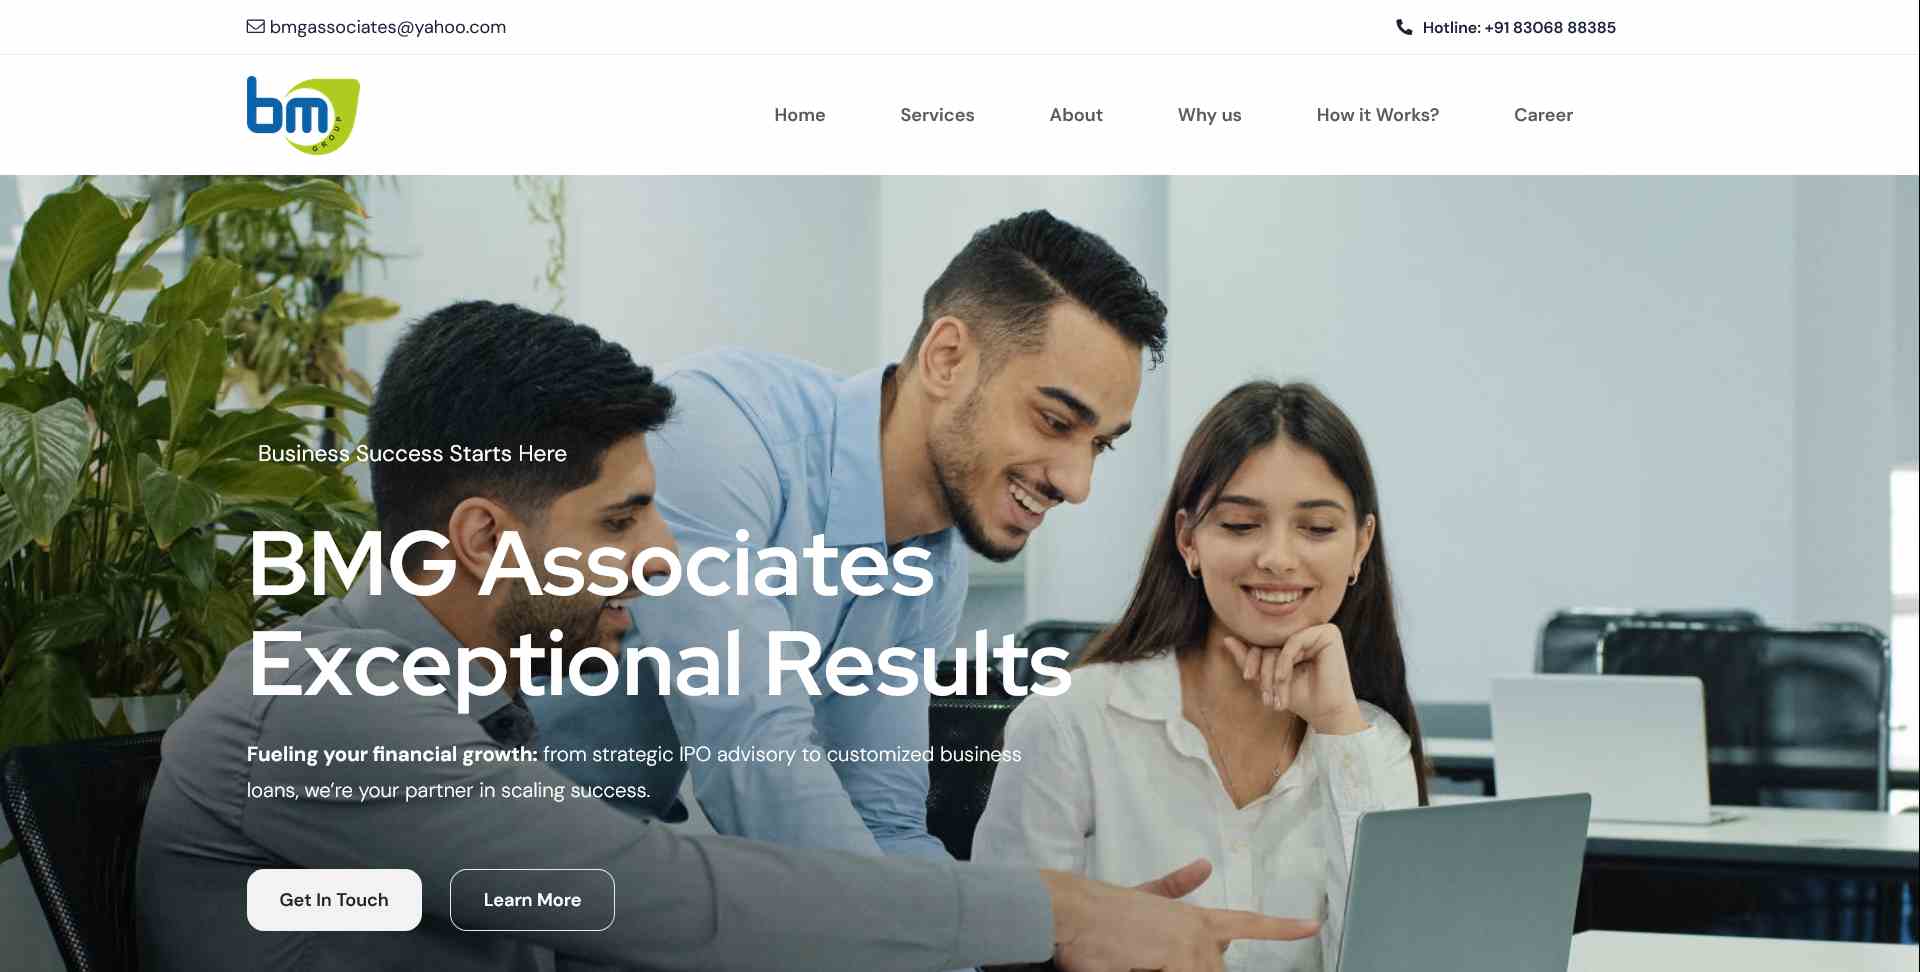 bmgassociates@yahoo.com
Hotline: +91 83068 88385
bm
GROUP
Home
Services
About
Why us
How it Works?
Career
Business Success Starts Here
BMG Associates
Exceptional Results
Fueling your financial growth: from strategic IPO advisory to customized business
loans, we’re your partner in scaling success.
Get In Touch
Learn More